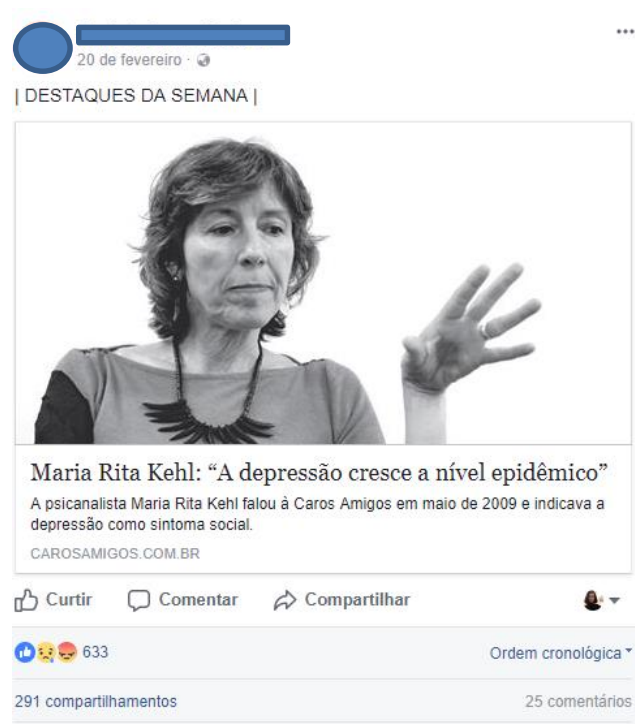 20 de fevereiro ·
| DESTAQUES DA SEMANA |
Maria Rita Kehl: “A depressão cresce a nível epidêmico”
A psicanalista Maria Rita Kehl falou à Caros Amigos em maio de 2009 e indicava a
depressão como sintoma social.
CAROSAMIGOS.COM.BR
Curtir Comentar Compartilhar
633 Ordem cronológica
291 compartilhamentos 25 comentários